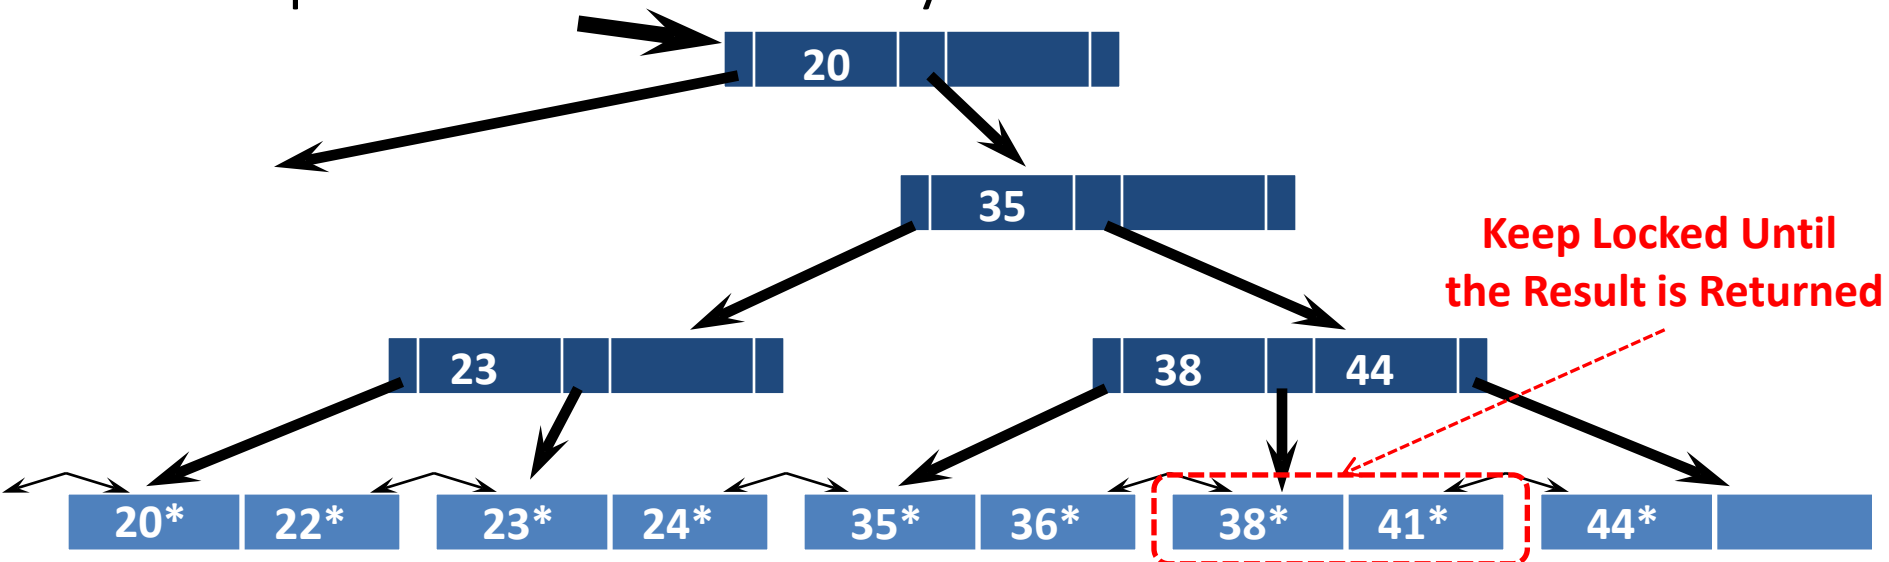 20
35
Keep Locked Until
the Result is Returned
23
38 44
20* 22* 23* 24* 35* 36* 38* 41* 44*